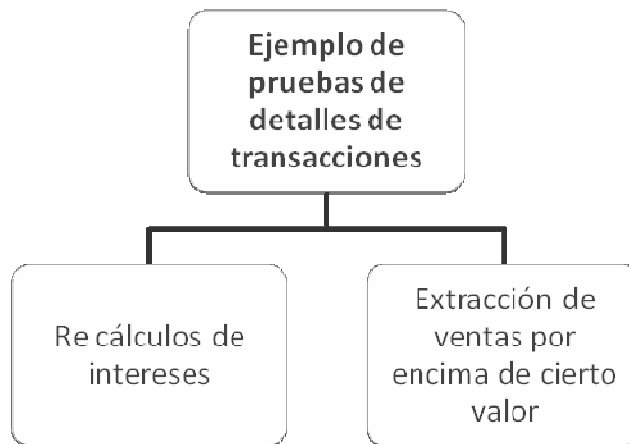 Ejemplo de
pruebas de
detalles de
transacciones
Re cálculos de
intereses
Extracción de
ventas por
encima de cierto
valor